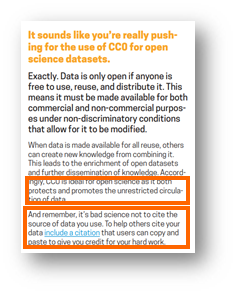 It sounds like you're really push-
ing for the use of CC0 for open
science datasets.
Exactly. Data is only open if anyone is
free to use, reuse, and distribute it. This
means it must be made available for both
commercial and non-commercial purpos-
es under non-discriminatory conditions
that allow for it to be modified.
When data is made available for all reuse, others
can create new knowledge from combining it.
This leads to the enrichment of open datasets
and further dissemination of knowledge. Accord-
ingly, CC0 is ideal for open science as it both
protects and promotes the unrestricted circula-
tion of data.
And remember, it's bad science not to cite the
source of data you use. To help others cite your
data include a citation that users can copy and
paste to give you credit for your hard work.